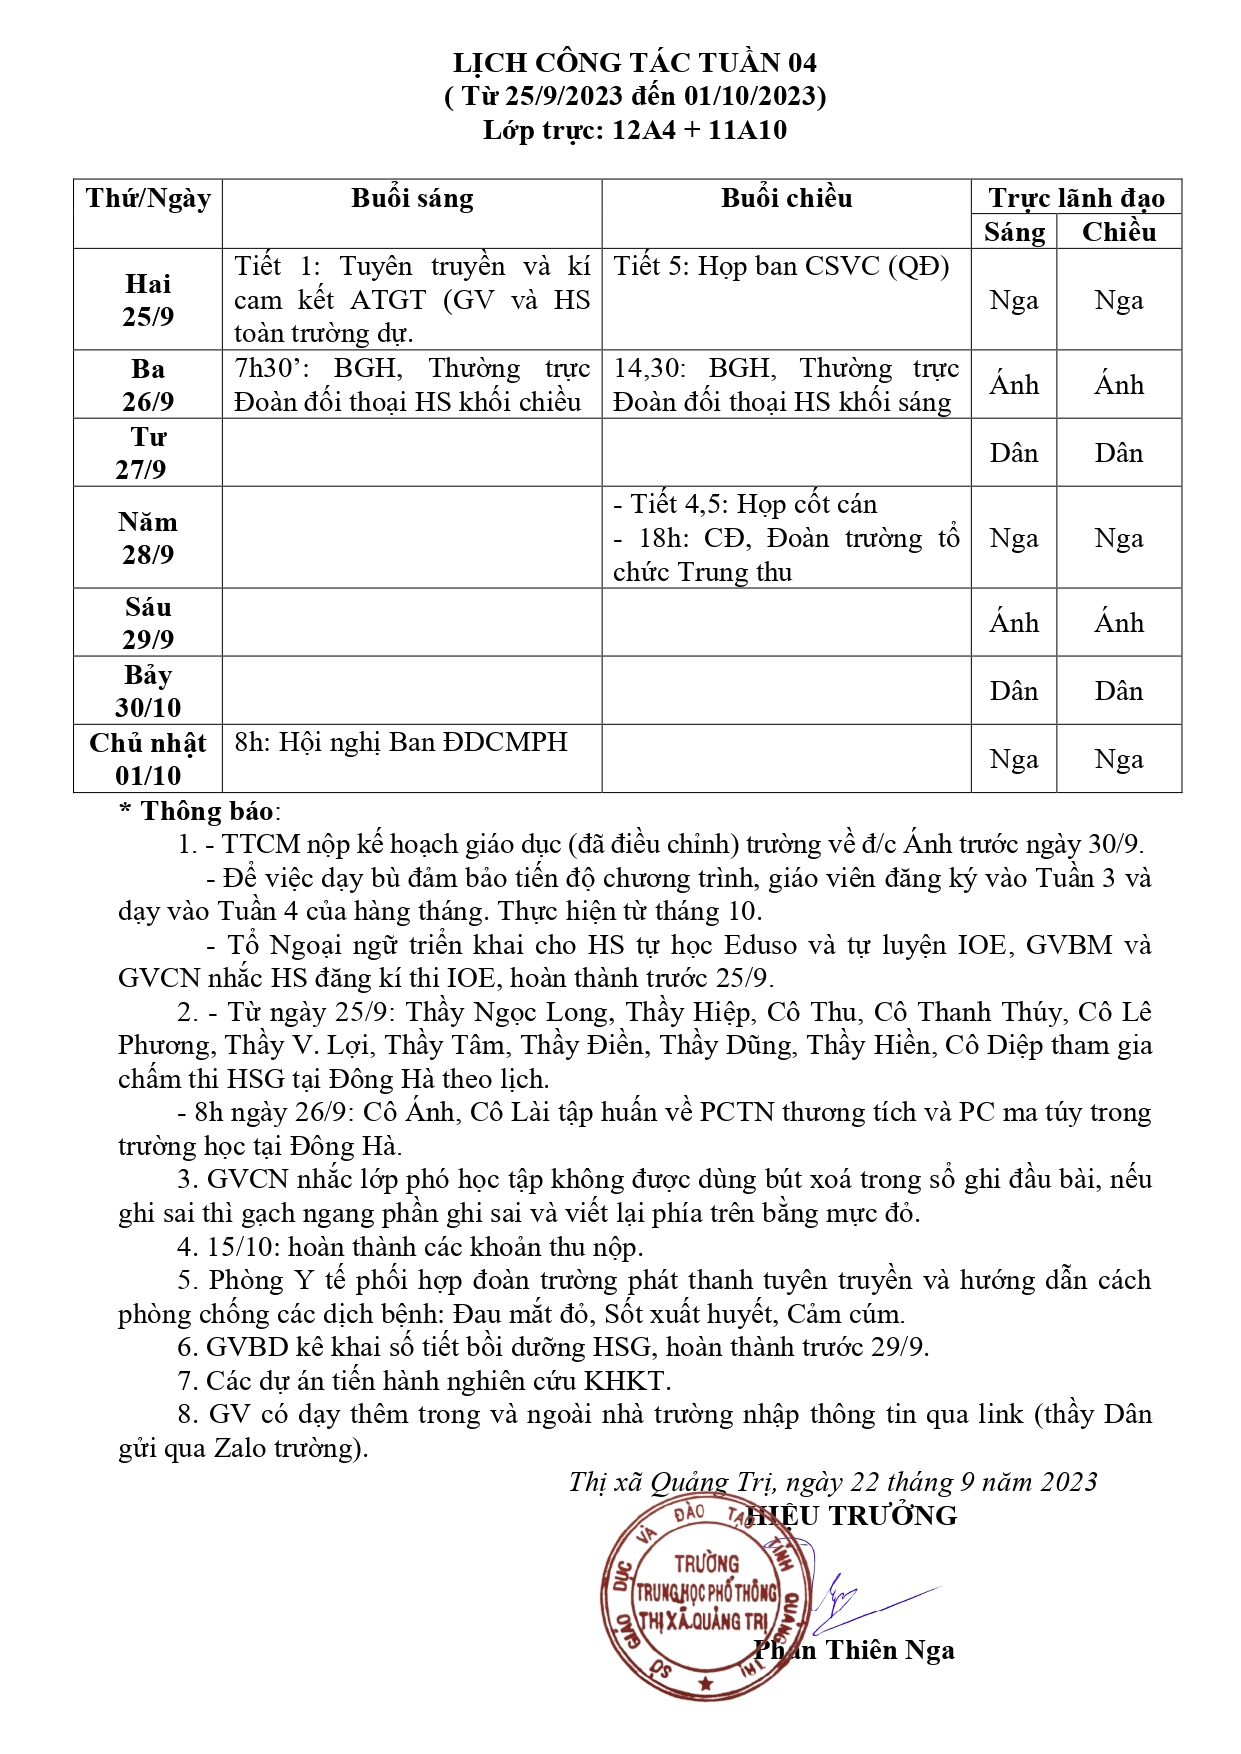 LỊCH CÔNG TÁC TUẦN 04
( Từ 25/9/2023 đến 01/10/2023)
Lớp trực: 12A4 + 11A10
Thứ/Ngày Buổi sáng Buổi chiều Trực lãnh đạo
Sáng Chiều
Hai
25/9
Tiết 1: Tuyên truyền và kí
cam kết ATGT (GV và HS
toàn trường dự.
Tiết 5: Họp ban CSVC (QĐ)
Nga Nga
Ba
26/9
7h30’: BGH, Thường trực
Đoàn đối thoại HS khối chiều
14,30: BGH, Thường trực
Đoàn đối thoại HS khối sáng
Ánh Ánh
Tư
27/9
Dân Dân
Năm
28/9
- Tiết 4,5: Họp cốt cán
- 18h: CĐ, Đoàn trường tổ
chức Trung thu
Nga Nga
Sáu
29/9
Ánh Ánh
Bảy
30/10
Dân Dân
Chủ nhật
01/10
8h: Hội nghị Ban ĐDCMPH
Nga Nga
* Thông báo:
1. - TTCM nộp kế hoạch giáo dục (đã điều chỉnh) trường về đ/c Ánh trước ngày 30/9.
- Để việc dạy bù đảm bảo tiến độ chương trình, giáo viên đăng ký vào Tuần 3 và
dạy vào Tuần 4 của hàng tháng. Thực hiện từ tháng 10.
- Tổ Ngoại ngữ triển khai cho HS tự học Eduso và tự luyện IOE, GVBM và
GVCN nhắc HS đăng kí thi IOE, hoàn thành trước 25/9.
2. - Từ ngày 25/9: Thầy Ngọc Long, Thầy Hiệp, Cô Thu, Cô Thanh Thúy, Cô Lê
Phương, Thầy V. Lợi, Thầy Tâm, Thầy Điền, Thầy Dũng, Thầy Hiền, Cô Diệp tham gia
chấm thi HSG tại Đông Hà theo lịch.
- 8h ngày 26/9: Cô Ánh, Cô Lài tập huấn về PCTN thương tích và PC ma túy trong
trường học tại Đông Hà.
3. GVCN nhắc lớp phó học tập không được dùng bút xoá trong sổ ghi đầu bài, nếu
ghi sai thì gạch ngang phần ghi sai và viết lại phía trên bằng mực đỏ.
4. 15/10: hoàn thành các khoản thu nộp.
5. Phòng Y tế phối hợp đoàn trường phát thanh tuyên truyền và hướng dẫn cách
phòng chống các dịch bệnh: Đau mắt đỏ, Sốt xuất huyết, Cảm cúm.
6. GVBD kê khai số tiết bồi dưỡng HSG, hoàn thành trước 29/9.
7. Các dự án tiến hành nghiên cứu KHKT.
8. GV có dạy thêm trong và ngoài nhà trường nhập thông tin qua link (thầy Dân
gửi qua Zalo trường).
Thị xã Quảng Trị, ngày 22 tháng 9 năm 2023
HIỆU TRƯỞNG
SỞ GIÁO DỤC VÀ ĐÀO TẠO TỈNH QUẢNG TRỊ
TRƯỜNG
TRUNG HỌC PHỔ THÔNG
THỊ XÃ QUẢNG TRỊ
Phan Thiên Nga